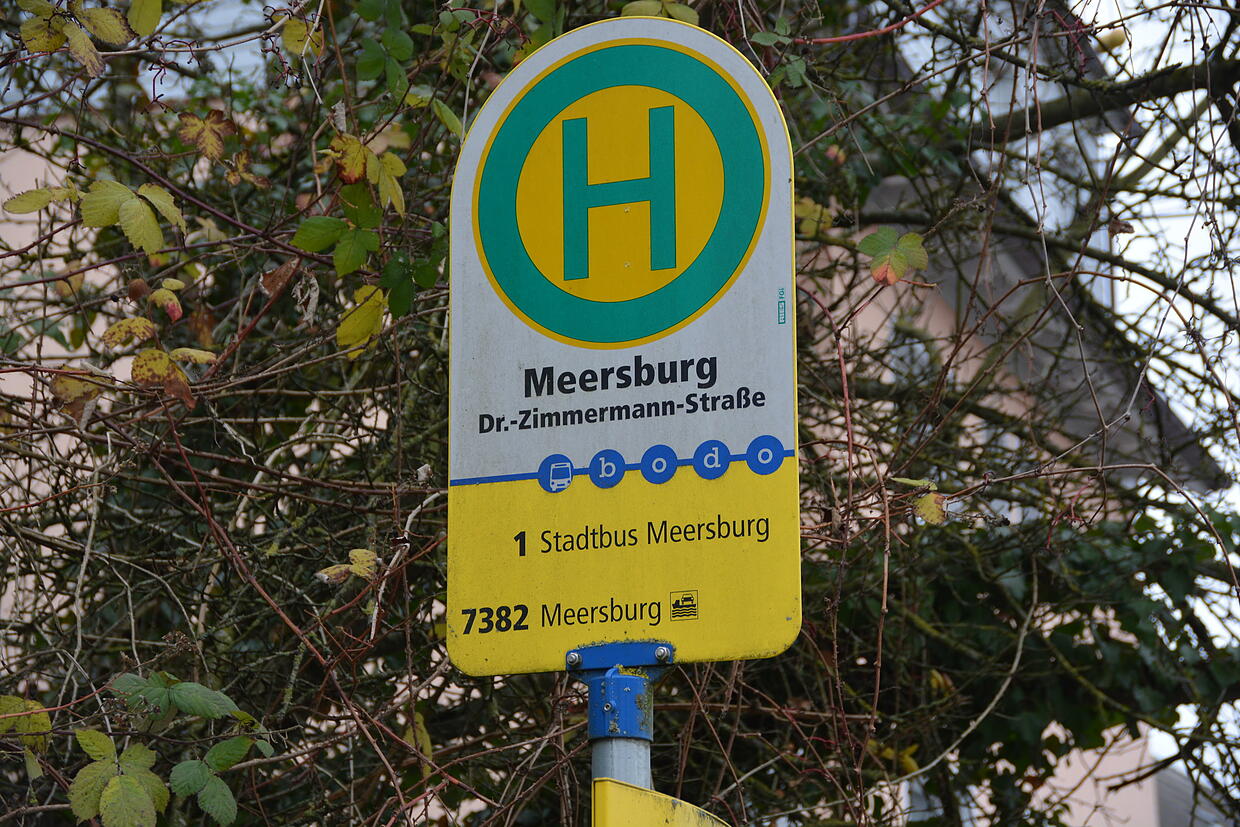 H
Meersburg
Dr.-Zimmermann-Straße
bodo
1 Stadtbus Meersburg
7382 Meersburg